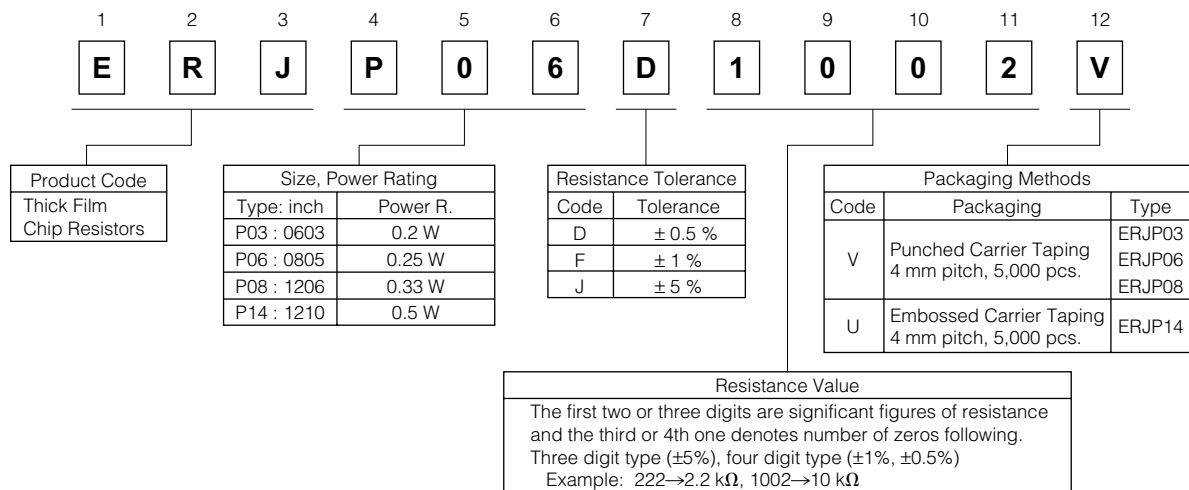 1 2 3 4 5 6 7 8 9 10 11 12
E R J P 0 6 D 1 0 0 2 V
Product Code
Thick Film
Chip Resistors
Size, Power Rating
Type: inch Power R.
P03 : 0603 0.2 W
P06 : 0805 0.25 W
P08 : 1206 0.33 W
P14 : 1210 0.5 W
Resistance Tolerance
Code Tolerance
D ± 0.5 %
F ± 1 %
J ± 5 %
Packaging Methods
Code Packaging Type
V Punched Carrier Taping
4 mm pitch, 5,000 pcs.
ERJP03
ERJP06
ERJP08
U Embossed Carrier Taping
4 mm pitch, 5,000 pcs.
ERJP14
Resistance Value
The first two or three digits are significant figures of resistance
and the third or 4th one denotes number of zeros following.
Three digit type (±5%), four digit type (±1%, ±0.5%)
Example: 222→2.2 kΩ, 1002→10 kΩ